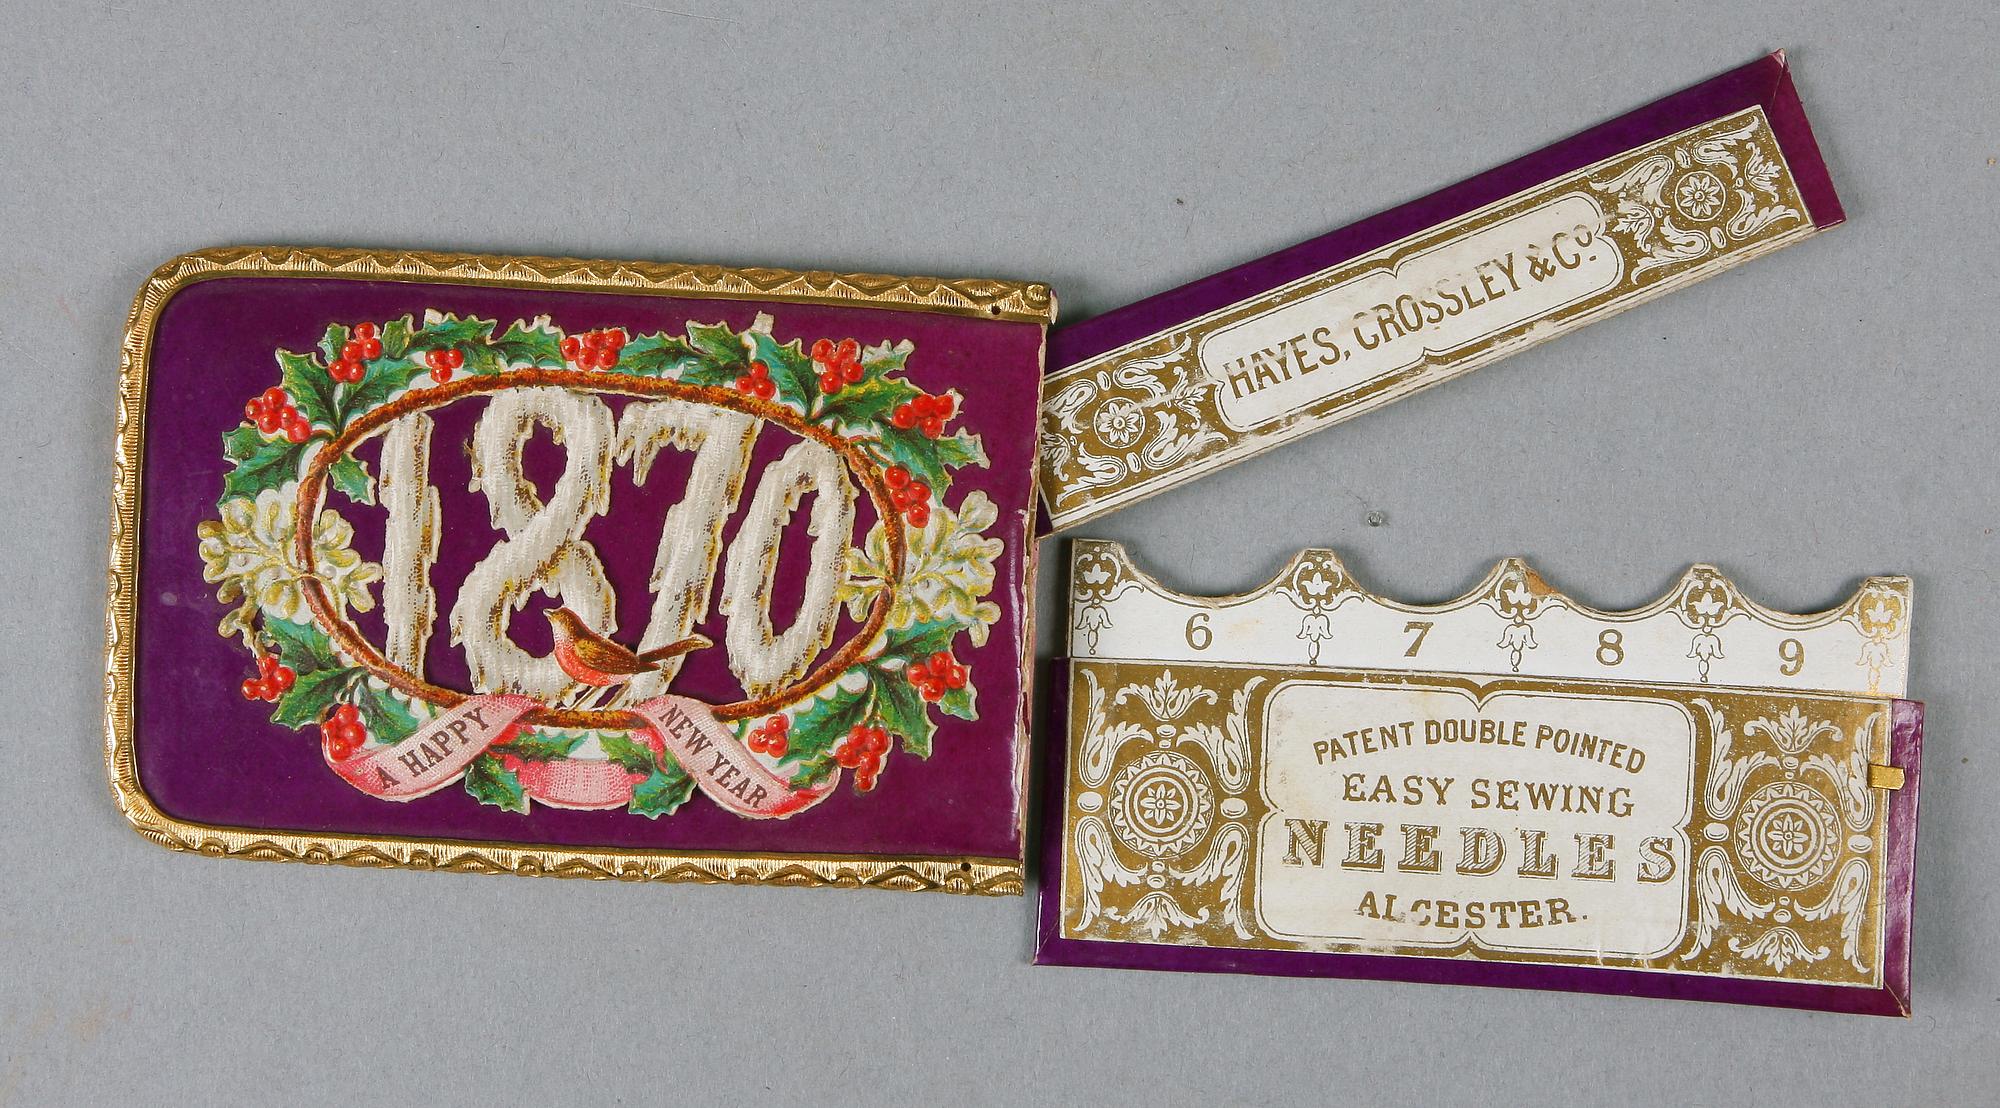 1870
A HAPPY NEW YEAR
HAYES, CROSSLEY & Cº
6 7 8 9
PATENT DOUBLE POINTED
EASY SEWING
NEEDLES
ALCESTER.